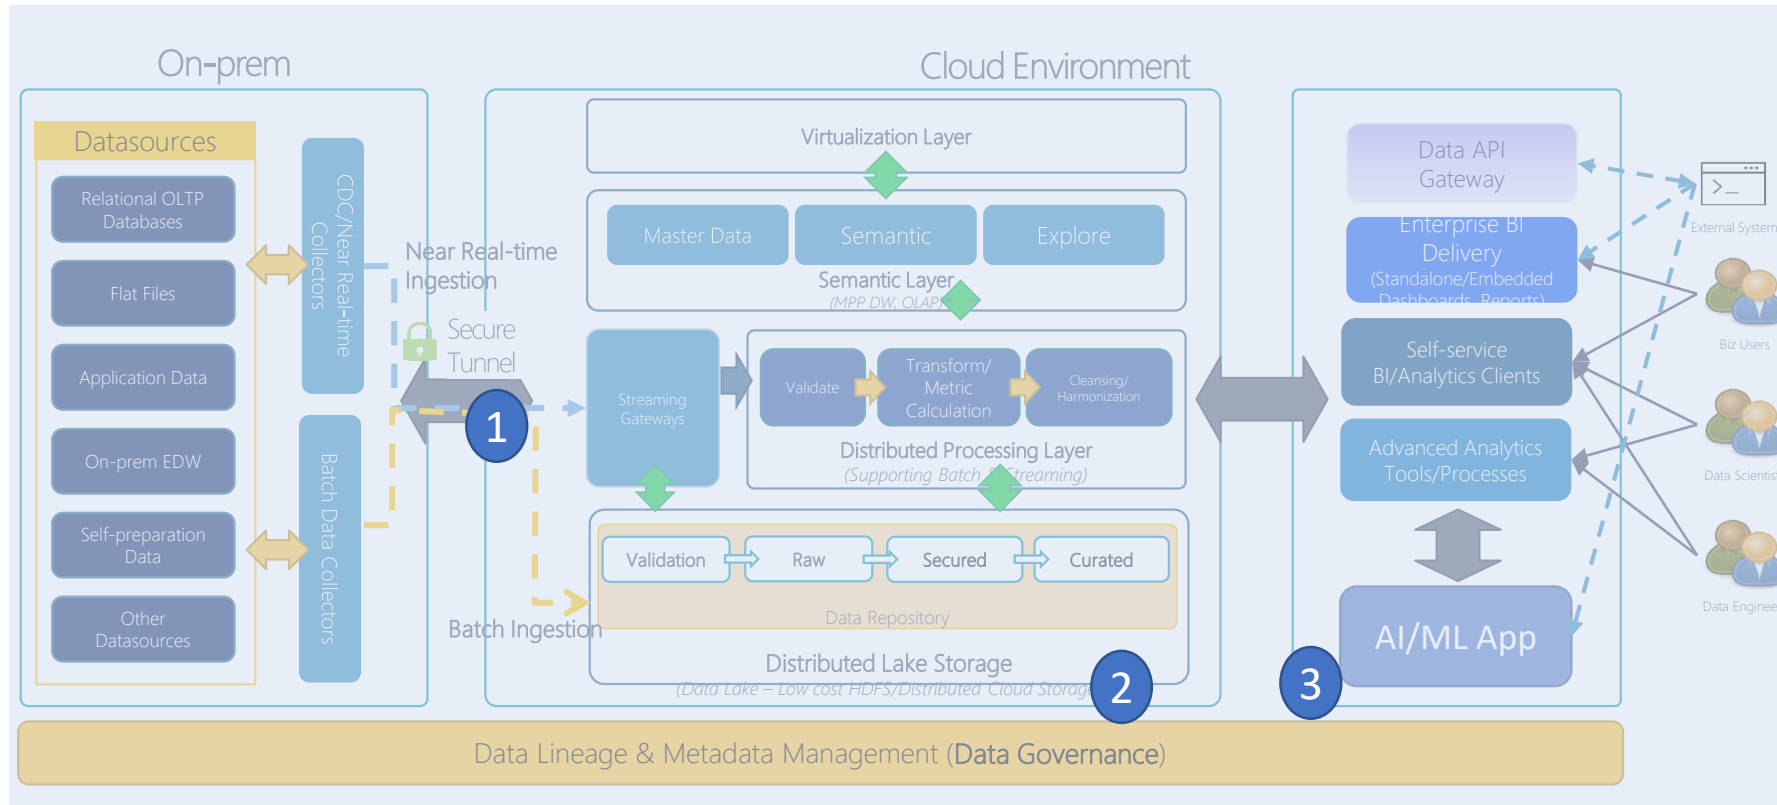 On-prem
Cloud Environment
Datasources
Relational OLTP
Databases
Flat Files
Application Data
On-prem EDW
Self-preparation
Data
Other
Datasources
CDC/Near Real-time
Collectors
Batch Data Collectors
Near Real-time
Ingestion
Secure
Tunnel
1
Batch Ingestion
Virtualization Layer
Master Data
Semantic
Explore
Semantic Layer
(MPP DW, OLAP)
Streaming
Gateways
Validate
Transform/
Metric
Calculation
Cleansing/
Harmonization
Distributed Processing Layer
(Supporting Batch & Streaming)
Validation
Raw
Secured
Curated
Data Repository
Distributed Lake Storage
(Data Lake – Low cost HDFS/Distributed Cloud Storage
2
Data API
Gateway
Enterprise BI
Delivery
(Standalone/Embedded
Dashboards, Reports)
Self-service
BI/Analytics Clients
Advanced Analytics
Tools/Processes
AI/ML App
3
>_
External System
Biz Users
Data Scientist
Data Enginee
Data Lineage & Metadata Management (Data Governance)